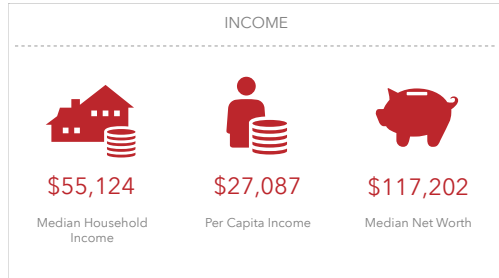 INCOME
$55,124
$27,087
$117,202
Median Household
Income
Per Capita Income
Median Net Worth